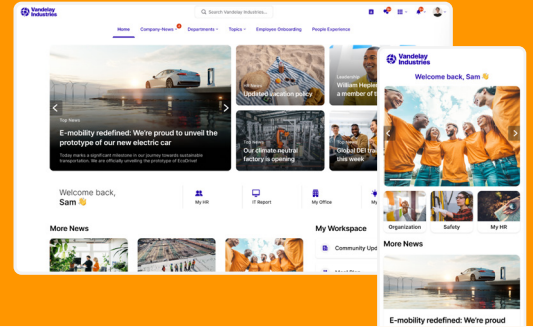 Vandelay
Industries
Search Vandelay Industries...
Home
Company-News
Departments
Topics
Employee Onboarding
People Experience
Top News
E-mobility redefined: We're proud to unveil the
prototype of our new electric car
Today marks a significant milestone in our journey towards sustainable
transportation. We are officially unveiling the prototype of EcoDrive!
Updated vacation policy
Leadership
William
a member of t
Top News
Our climate neutral
factory is opening
Top News
Global DEI
this week
Welcome back,
Sam
My HR
IT Report
My Office
My
More News
My Workspace
Community Upd
Vandelay
Industries
Welcome back, Sam
Organization
Safety
My HR
More News
E-mobility redefined: We're proud